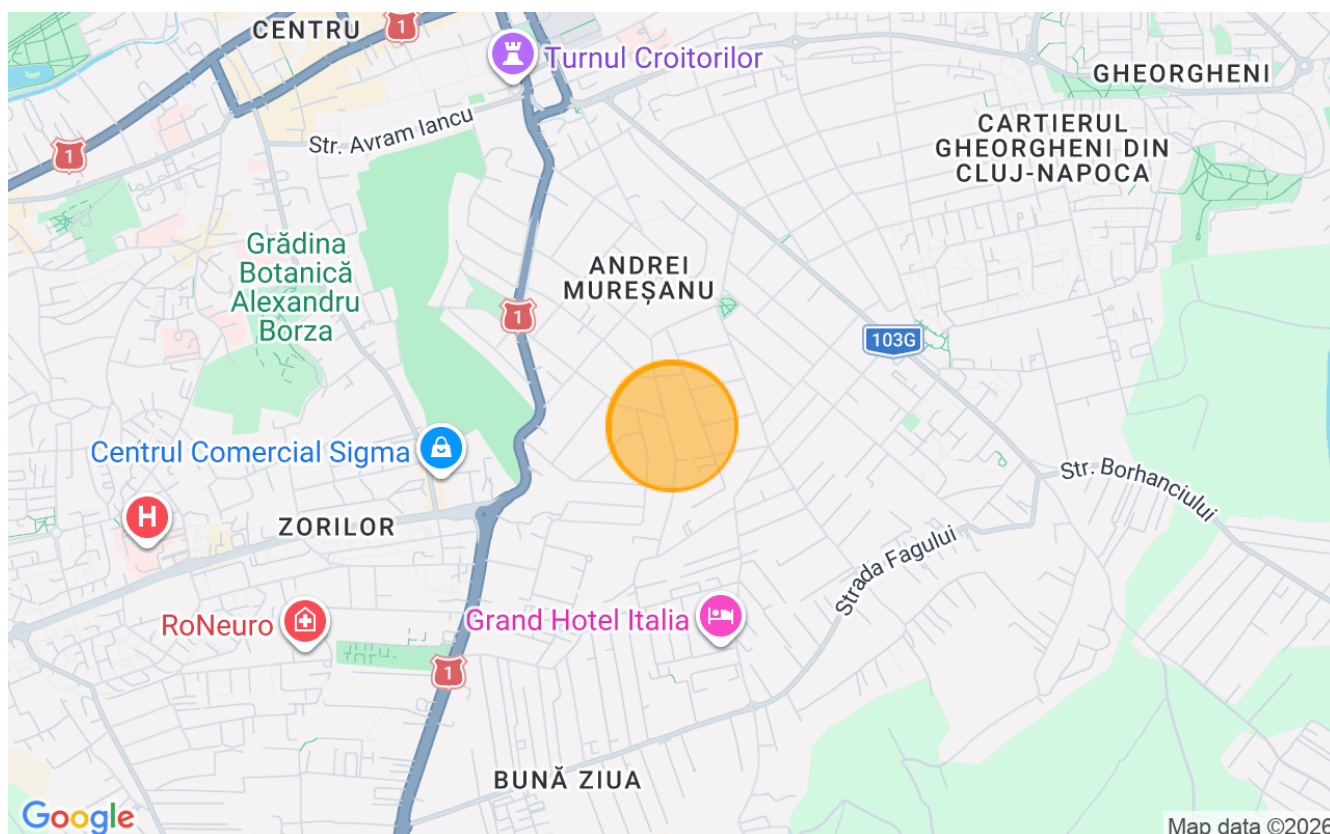 CENTRU
1
Turnul Croitorilor
GHEORGHENI
Str. Avram Iancu
1
CARTIERUL
GHEORGHENI DIN
CLUJ-NAPOCA
Grădina
Botanică
Alexandru
Borza
ANDREI
MUREȘANU
1
103G
Centrul Comercial Sigma
Str. Borhanciului
H
ZORILOR
Strada Fagului
RoNeuro
Grand Hotel Italia
1
BUNĂ ZIUA
Google
Map data ©2026